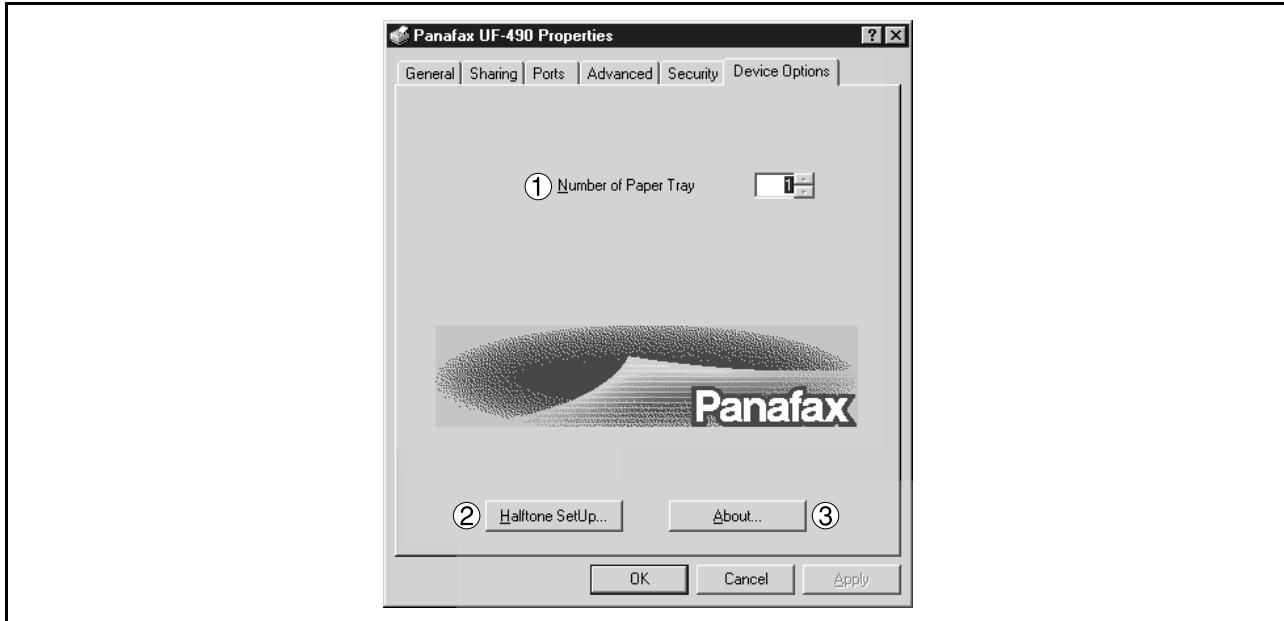 Panafax UF-490 Properties ? X
General Sharing Ports Advanced Security Device Options
① Number of Paper Tray 1
Panafax
② Halftone SetUp... About... ③
OK Cancel Apply